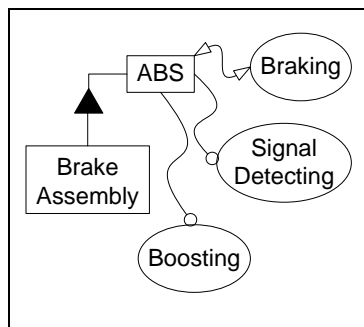 ABS
Braking
Brake
Assembly
Signal
Detecting
Boosting